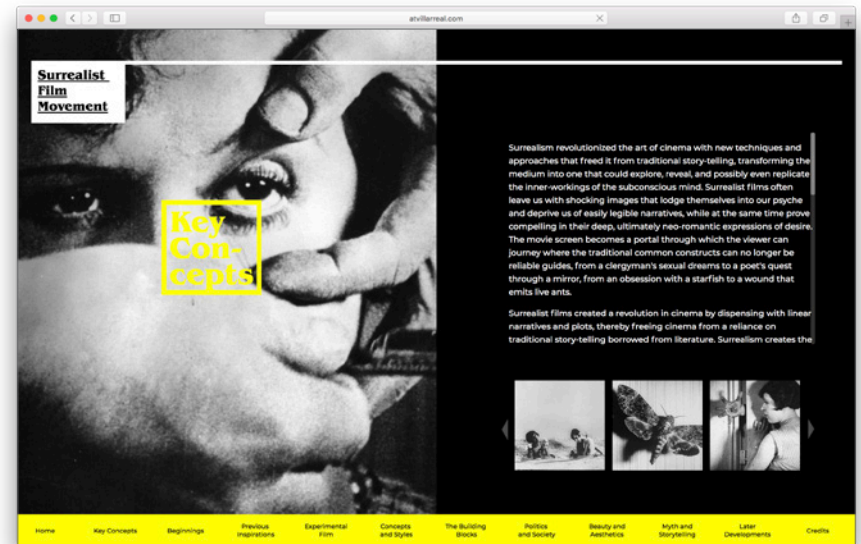 atvillarreal.com
Surrealist
Film
Movement
Key
Con-
cepts
Surrealism revolutionized the art of cinema with new techniques and
approaches that freed it from traditional story-telling, transforming the
medium into one that could explore, reveal, and possibly even replicate
the inner-workings of the subconscious mind. Surrealist films often
leave us with shocking images that lodge themselves into our psyche
and deprive us of easily legible narratives, while at the same time prove
compelling in their deep, ultimately neo-romantic expressions of desire.
The movie screen becomes a portal through which the viewer can
journey where the traditional common constructs can no longer be
reliable guides, from a clergyman's sexual dreams to a poet's quest
through a mirror, from an obsession with a starfish to a wound that
emits live ants.
Surrealist films created a revolution in cinema by dispensing with linear
narratives and plots, thereby freeing cinema from a reliance on
traditional story-telling borrowed from literature. Surrealism creates the
Home
Key Concepts
Beginnings
Previous
Inspirations
Experimental
Film
Concepts
and Styles
The Building
Blocks
Politics
and Society
Beauty and
Aesthetics
Myth and
Storytelling
Later
Developments
Credits